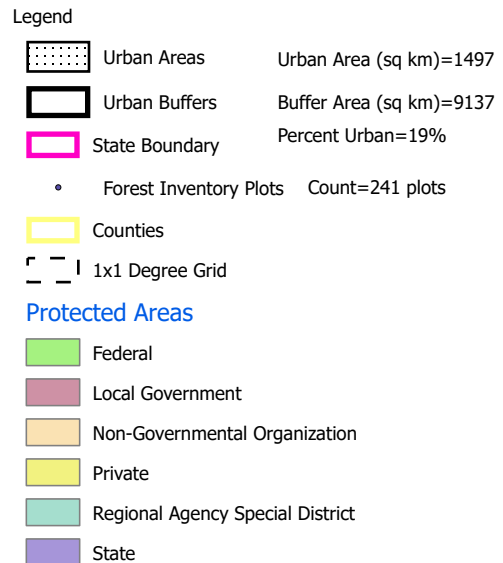 Legend
Urban Areas Urban Area (sq km)=1497
Urban Buffers Buffer Area (sq km)=9137
State Boundary Percent Urban=19%
Forest Inventory Plots Count=241 plots
Counties
1x1 Degree Grid
Protected Areas
Federal
Local Government
Non-Governmental Organization
Private
Regional Agency Special District
State